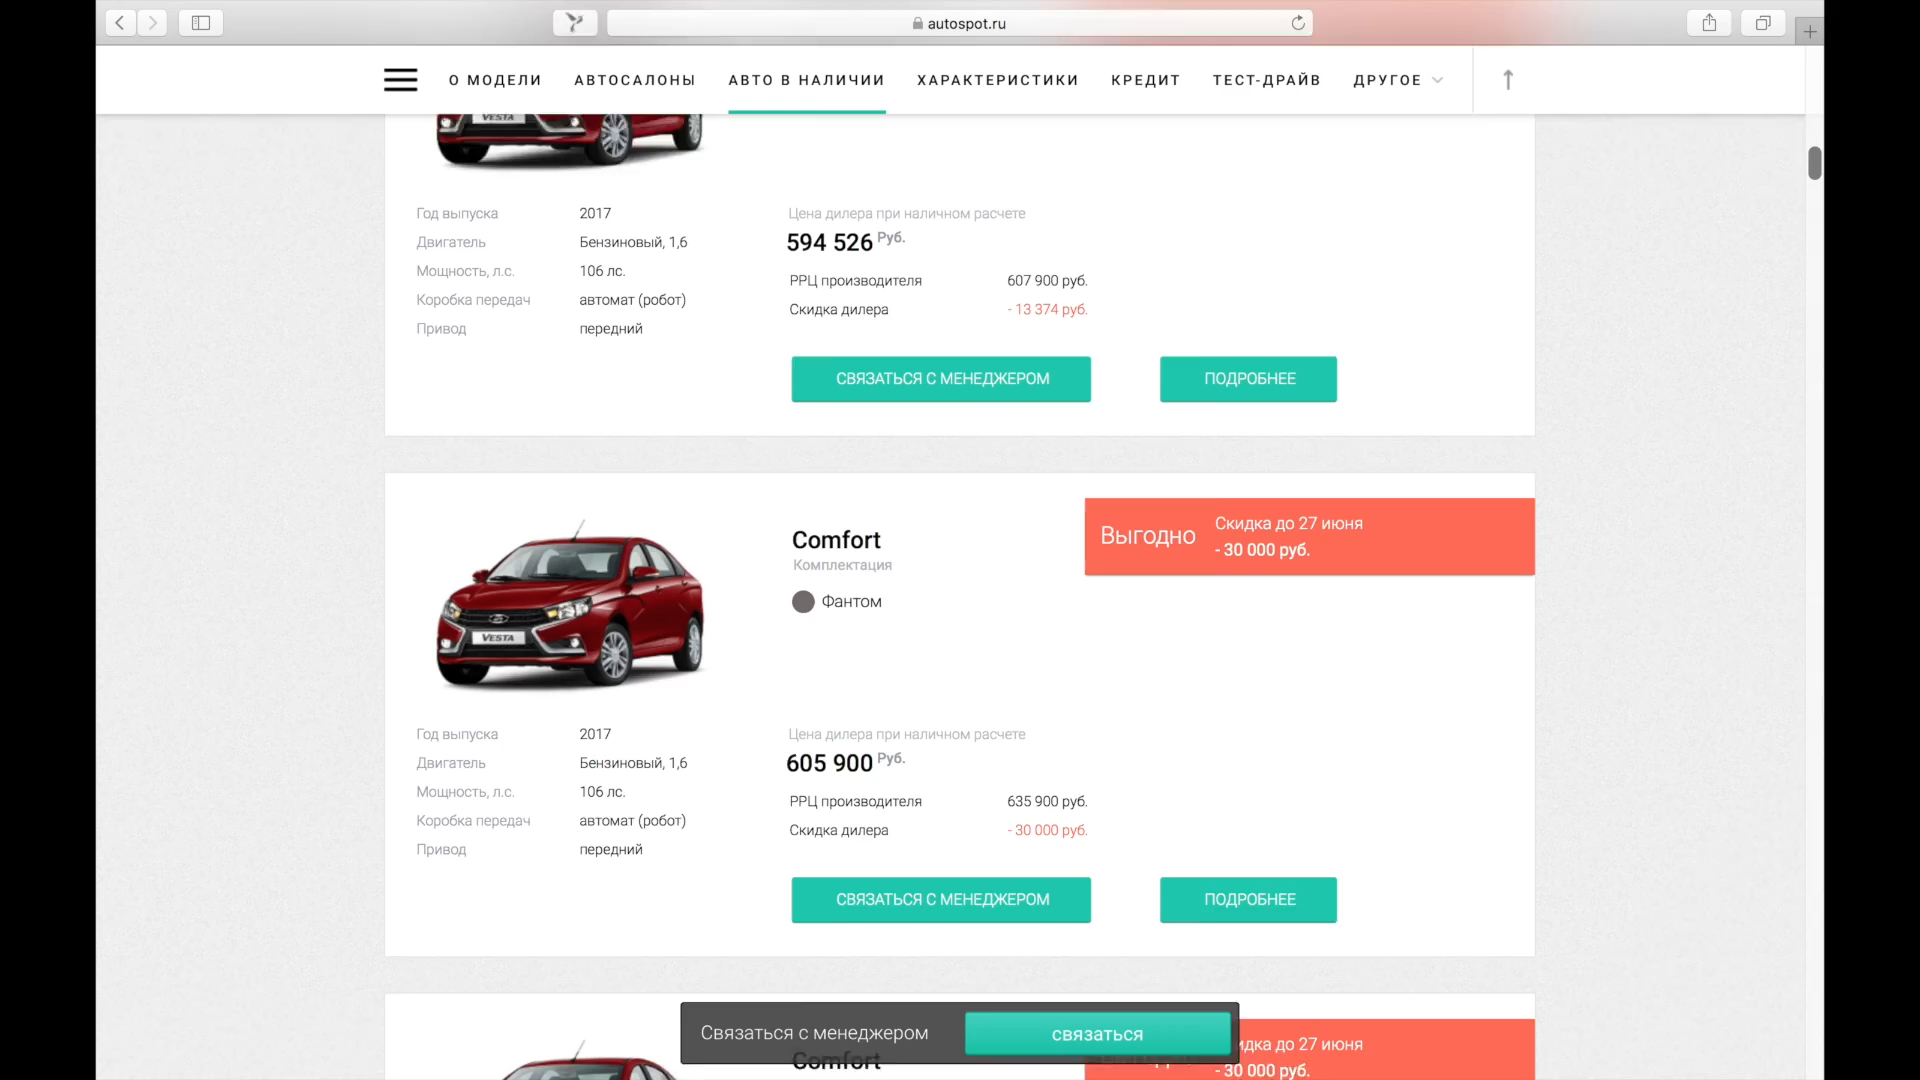 autospot.ru
О МОДЕЛИ АВТОСАЛОНЫ АВТО В НАЛИЧИИ ХАРАКТЕРИСТИКИ КРЕДИТ ТЕСТ-ДРАЙВ ДРУГОЕ
VESTA
Год выпуска 2017
Двигатель Бензиновый, 1,6
Мощность, л.с. 106 лс.
Коробка передач автомат (робот)
Привод передний
Цена дилера при наличном расчете
594 526 Руб.
РРЦ производителя 607 900 руб.
Скидка дилера - 13 374 руб.
СВЯЗАТЬСЯ С МЕНЕДЖЕРОМ ПОДРОБНЕЕ
VESTA
Comfort
Комплектация
Фантом
Выгодно
Скидка до 27 июня
- 30 000 руб.
Год выпуска 2017
Двигатель Бензиновый, 1,6
Мощность, л.с. 106 лс.
Коробка передач автомат (робот)
Привод передний
Цена дилера при наличном расчете
605 900 Руб.
РРЦ производителя 635 900 руб.
Скидка дилера - 30 000 руб.
СВЯЗАТЬСЯ С МЕНЕДЖЕРОМ ПОДРОБНЕЕ
Связаться с менеджером связаться
Comfort
идка до 27 июня
- 30 000 руб.